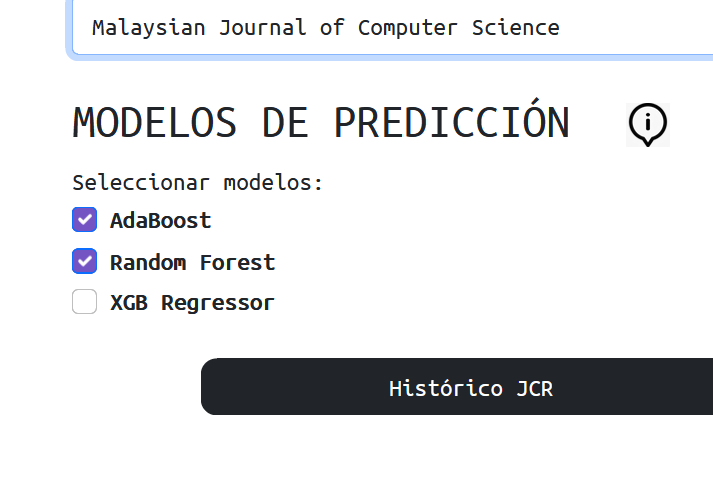 Malaysian Journal of Computer Science
MODELOS DE PREDICCIÓN
Seleccionar modelos:
AdaBoost
Random Forest
XGB Regressor
Histórico JCR